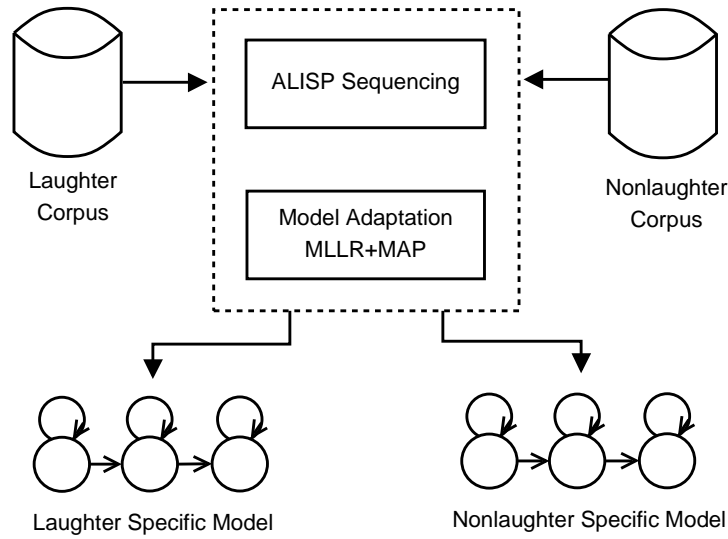 ALISP Sequencing
Laughter
Corpus
Nonlaughter
Corpus
Model Adaptation
MLLR+MAP
Laughter Specific Model
Nonlaughter Specific Model